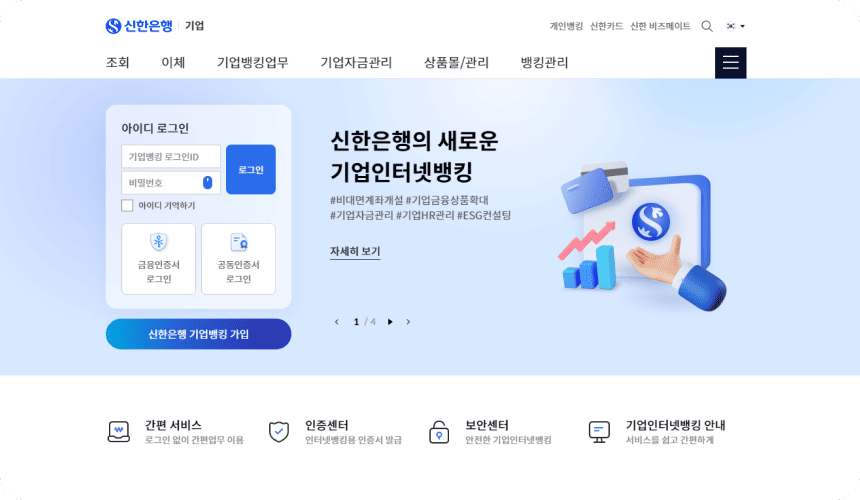 신한은행 기업
개인뱅킹 신한카드 신한 비즈메이트
조회 이체 기업뱅킹업무 기업자금관리 상품몰/관리 뱅킹관리
아이디 로그인
기업뱅킹 로그인ID
비밀번호
로그인
아이디 기억하기
금융인증서
로그인
공동인증서
로그인
신한은행 기업뱅킹 가입
신한은행의 새로운
기업인터넷뱅킹
#비대면계좌개설 #기업금융상품확대
#기업자금관리 #기업HR관리 #ESG컨설팅
자세히 보기
1 / 4
간편 서비스
로그인 없이 간편업무 이용
인증센터
인터넷뱅킹용 인증서 발급
보안센터
안전한 기업인터넷뱅킹
기업인터넷뱅킹 안내
서비스를 쉽고 간편하게